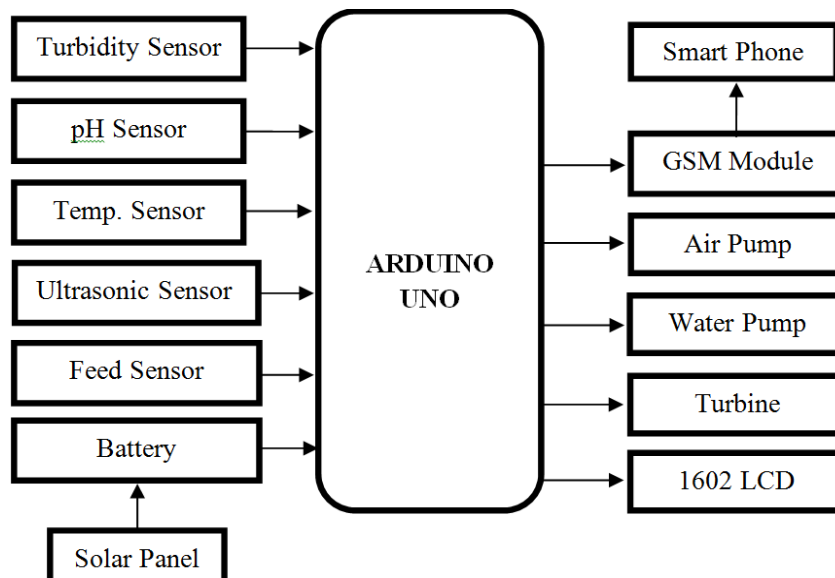 Turbidity Sensor
pH Sensor
Temp. Sensor
Ultrasonic Sensor
Feed Sensor
Battery
Solar Panel
ARDUINO
UNO
Smart Phone
GSM Module
Air Pump
Water Pump
Turbine
1602 LCD